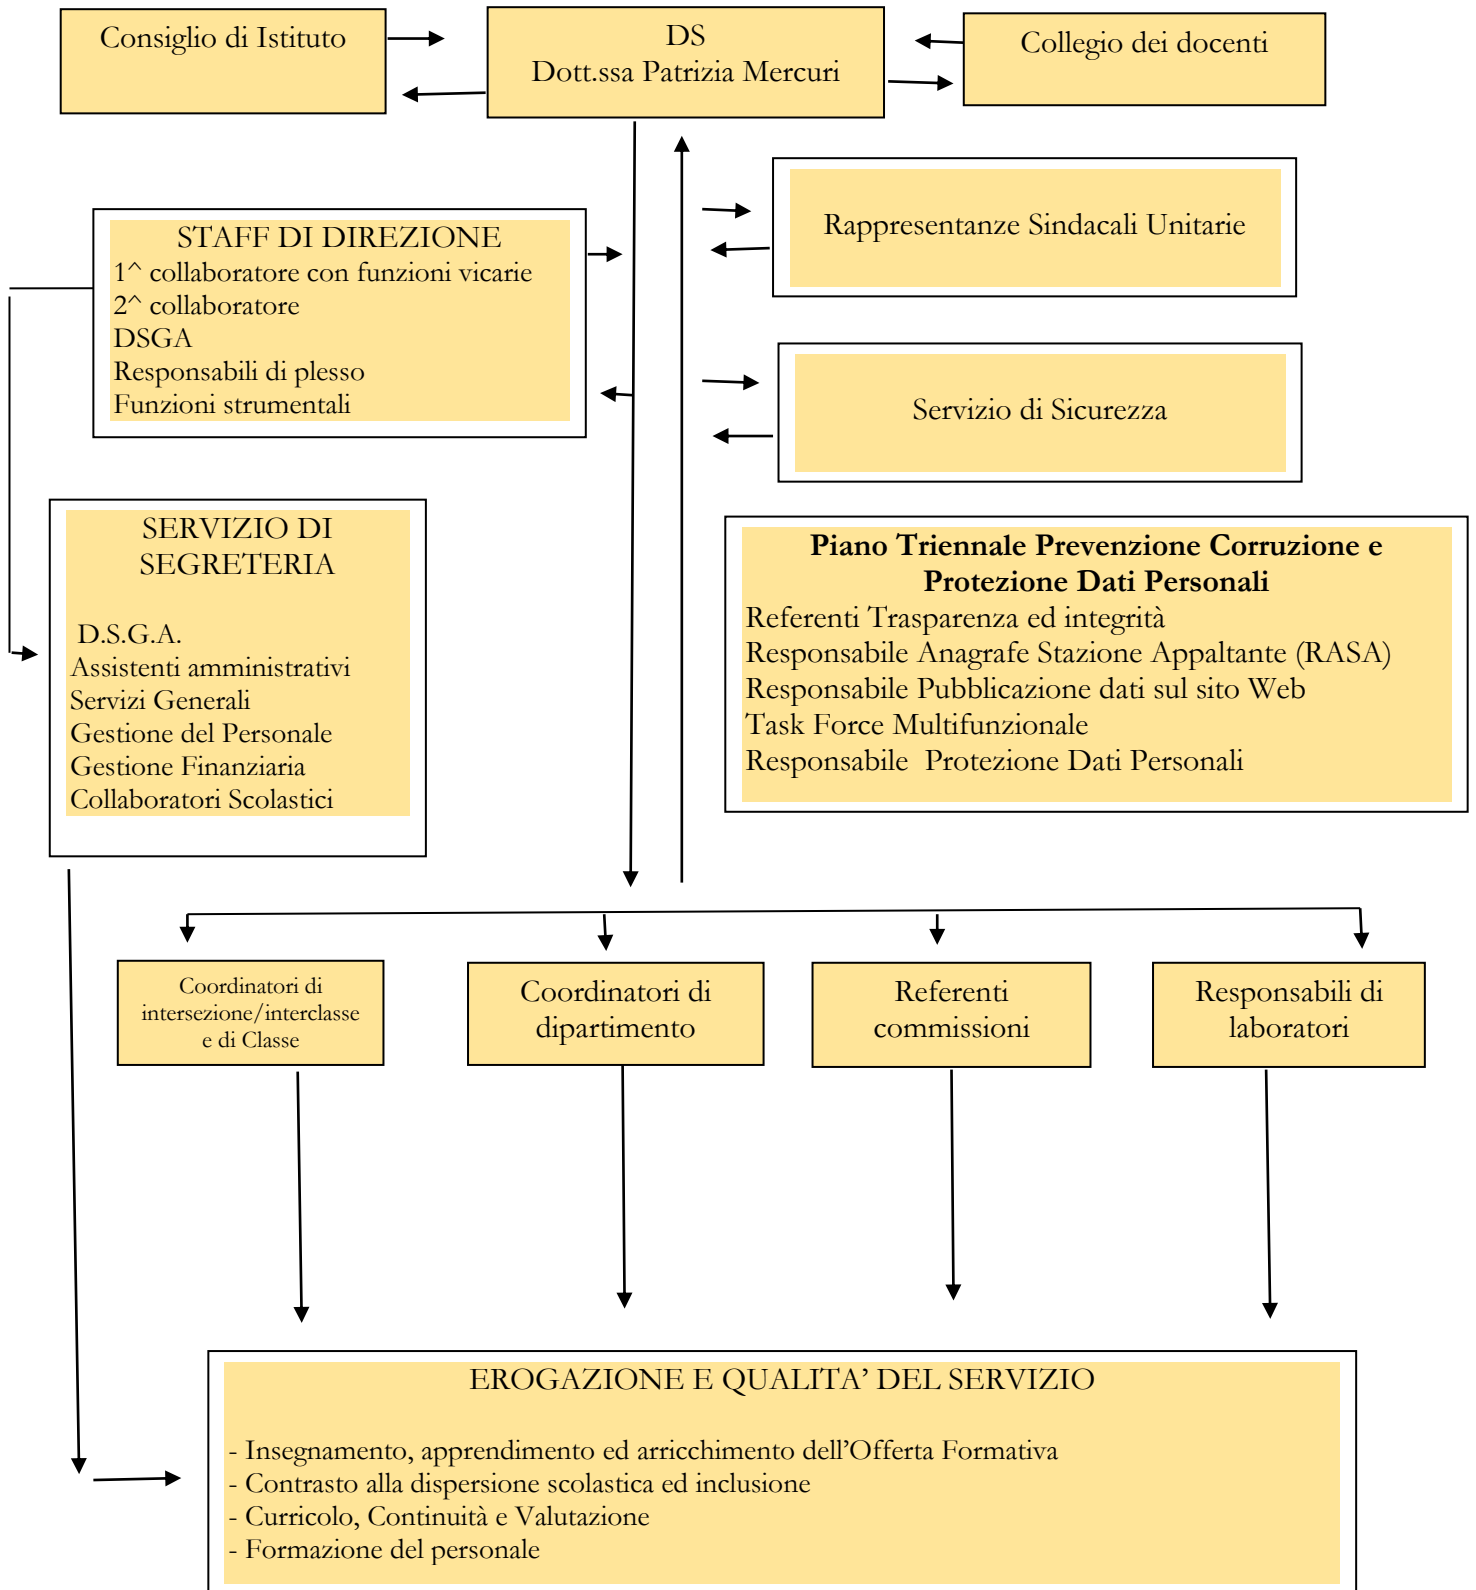 Consiglio di Istituto
DS
Dott.ssa Patrizia Mercuri
Collegio dei docenti
Rappresentanze Sindacali Unitarie
STAFF DI DIREZIONE
1^ collaboratore con funzioni vicarie
2^ collaboratore
DSGA
Responsabili di plesso
Funzioni strumentali
Servizio di Sicurezza
SERVIZIO DI
SEGRETERIA
D.S.G.A.
Assistenti amministrativi
Servizi Generali
Gestione del Personale
Gestione Finanziaria
Collaboratori Scolastici
Piano Triennale Prevenzione Corruzione e
Protezione Dati Personali
Referenti Trasparenza ed integrità
Responsabile Anagrafe Stazione Appaltante (RASA)
Responsabile Pubblicazione dati sul sito Web
Task Force Multifunzionale
Responsabile  Protezione Dati Personali
Coordinatori di
intersezione/interclasse
e di Classe
Coordinatori di
dipartimento
Referenti
commissioni
Responsabili di
laboratori
EROGAZIONE E QUALITA’ DEL SERVIZIO
- Insegnamento, apprendimento ed arricchimento dell’Offerta Formativa
- Contrasto alla dispersione scolastica ed inclusione
- Curricolo, Continuità e Valutazione
- Formazione del personale